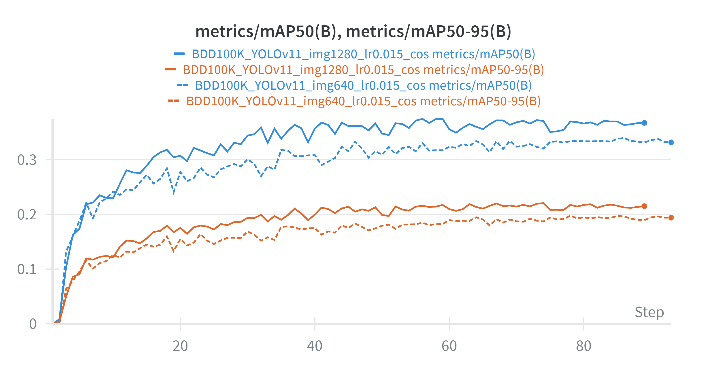 metrics/mAP50(B), metrics/mAP50-95(B)
BDD100K_YOLOv11_img1280_lr0.015_cos metrics/mAP50(B)
BDD100K_YOLOv11_img1280_lr0.015_cos metrics/mAP50-95(B)
BDD100K_YOLOv11_img640_lr0.015_cos metrics/mAP50(B)
BDD100K_YOLOv11_img640_lr0.015_cos metrics/mAP50-95(B)
0.3
0.2
0.1
Step
0
20 40 60 80